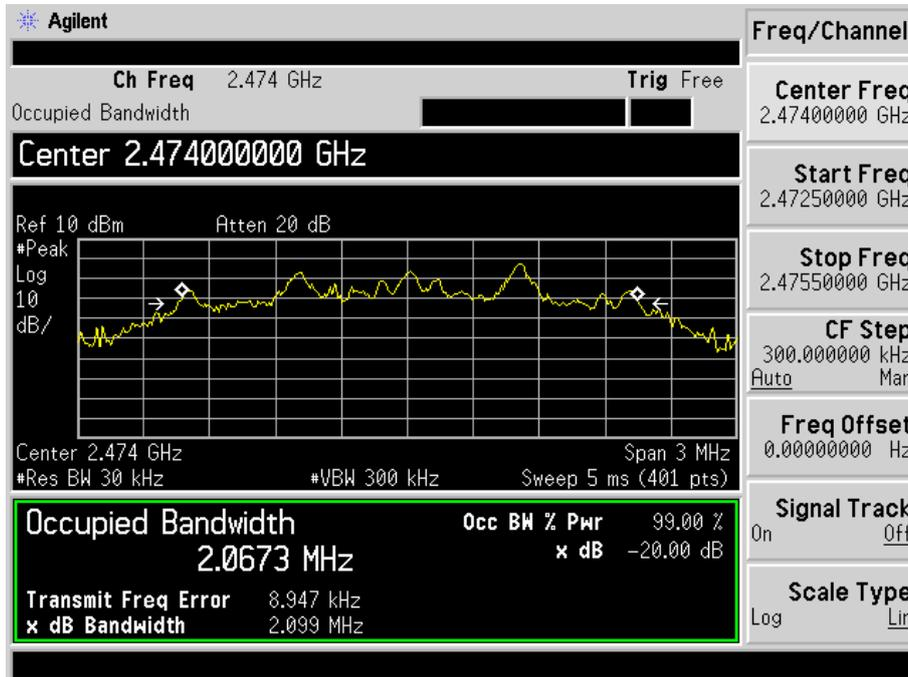 Agilent
Freq/Channel
Ch Freq 2.474 GHz Trig Free
Occupied Bandwidth
Center 2.474000000 GHz
Ref 10 dBm Atten 20 dB
#Peak
Log
10
dB/
Center 2.474 GHz Span 3 MHz
#Res BW 30 kHz #VBW 300 kHz Sweep 5 ms (401 pts)
Occupied Bandwidth
2.0673 MHz
Occ BW % Pwr 99.00 %
x dB -20.00 dB
Transmit Freq Error 8.947 kHz
x dB Bandwidth 2.099 MHz
Center Freq
2.47400000 GHz
Start Freq
2.47250000 GHz
Stop Freq
2.47550000 GHz
CF Step
300.000000 kHz
Auto Man
Freq Offset
0.00000000 Hz
Signal Track
On Off
Scale Type
Log Lin